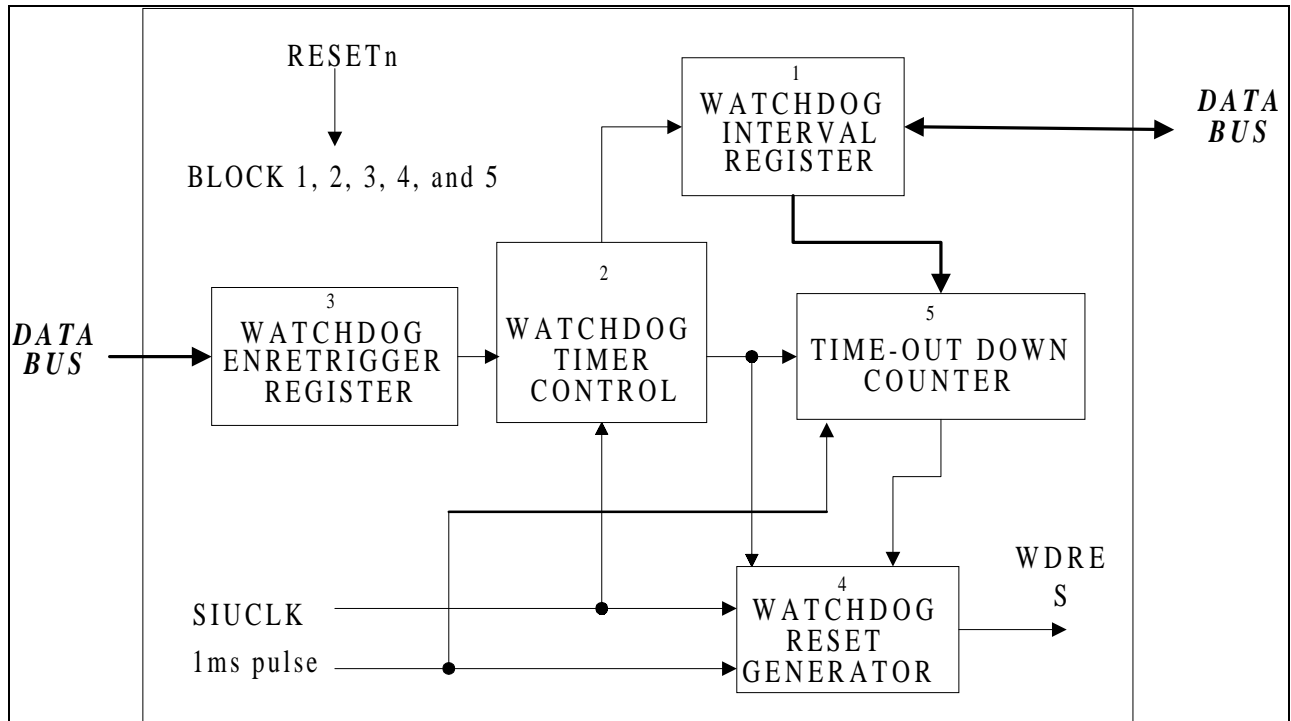 RESETn
BLOCK 1, 2, 3, 4, and 5
1
WATCHDOG
INTERVAL
REGISTER
DATA
BUS
DATA
BUS
3
WATCHDOG
ENRETRIGGER
REGISTER
2
WATCHDOG
TIMER
CONTROL
5
TIME-OUT DOWN
COUNTER
SIUCLK
1ms pulse
4
WATCHDOG
RESET
GENERATOR
WDRE
S